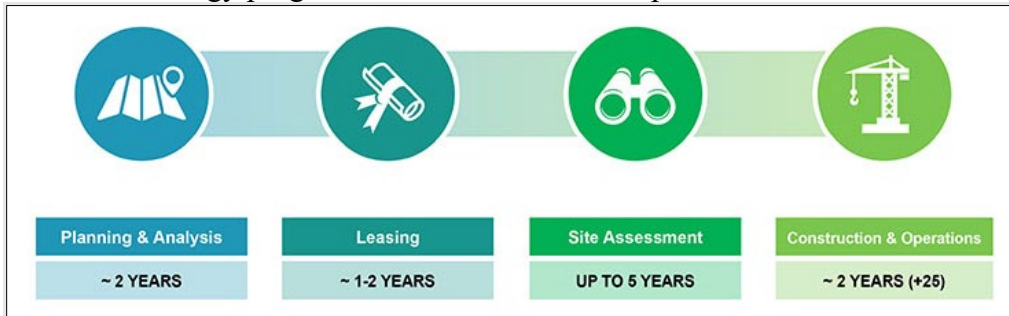 Planning & Analysis
~ 2 YEARS
Leasing
~ 1-2 YEARS
Site Assessment
UP TO 5 YEARS
Construction & Operations
~ 2 YEARS (+25)